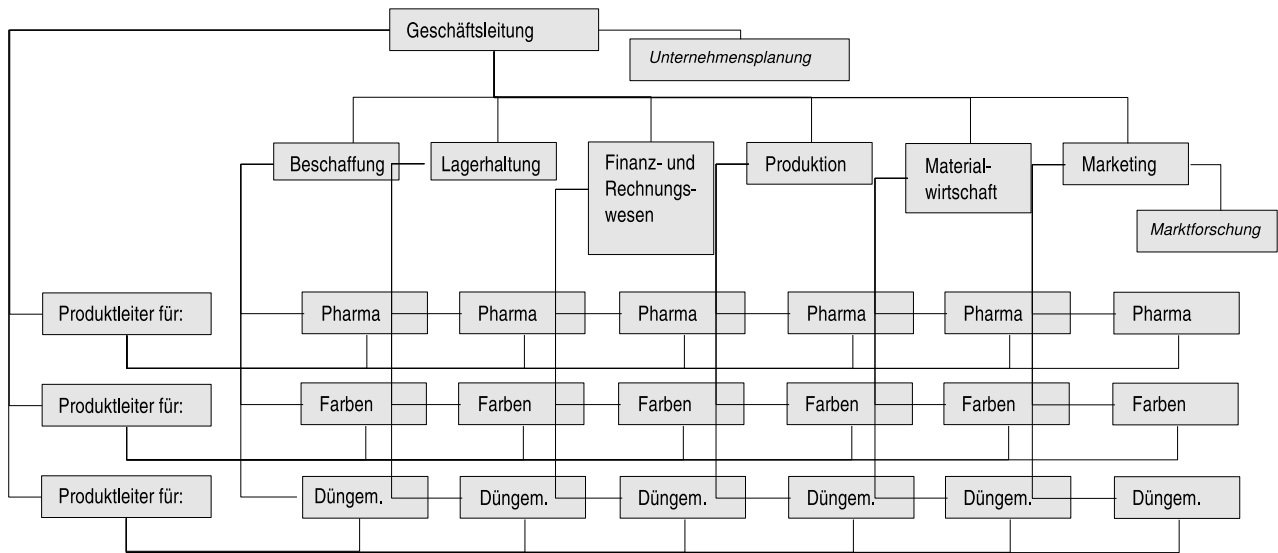 Geschäftsleitung
Unternehmensplanung
Beschaffung
Lagerhaltung
Finanz- und
Rechnungs-
wesen
Produktion
Material-
wirtschaft
Marketing
Marktforschung
Produktleiter für:
Pharma
Pharma
Pharma
Pharma
Pharma
Pharma
Produktleiter für:
Farben
Farben
Farben
Farben
Farben
Farben
Produktleiter für:
Düngem.
Düngem.
Düngem.
Düngem.
Düngem.
Düngem.